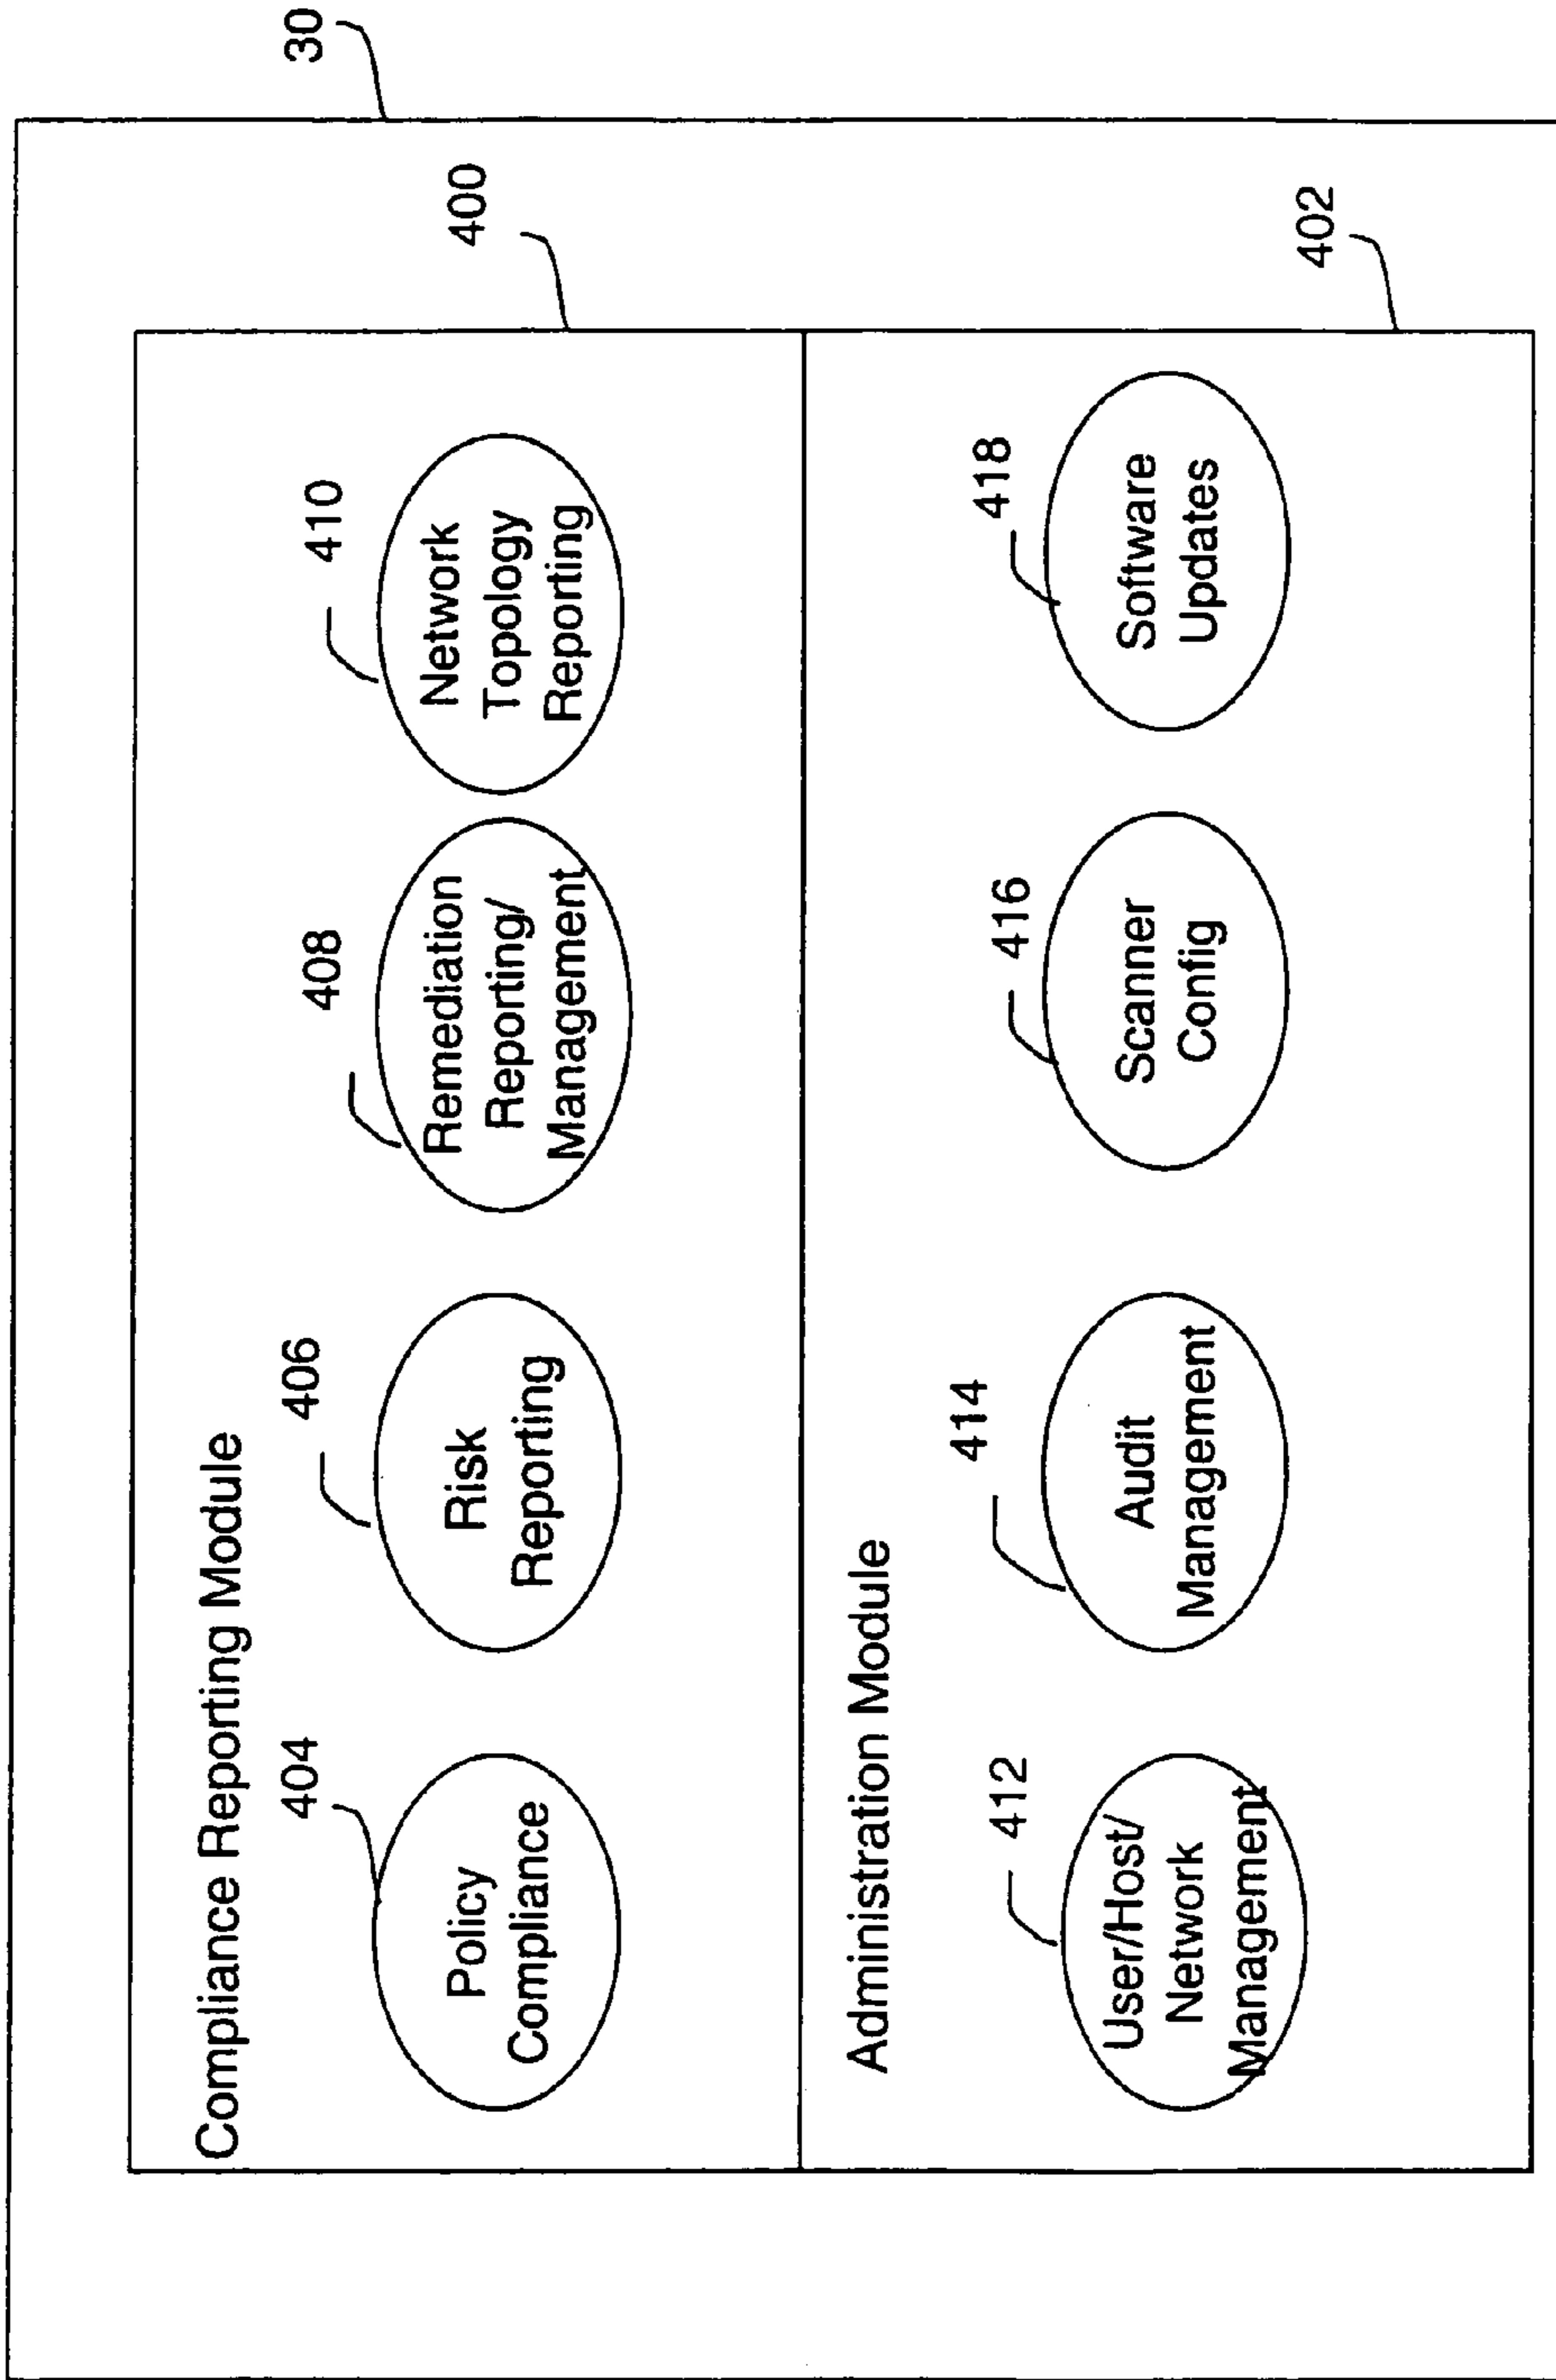 30
400
Compliance Reporting Module
404
Policy
Compliance
406
Risk
Reporting
408
Remediation
Reporting/
Management
410
Network
Topology
Reporting
402
Administration Module
412
User/Host/
Network
Management
414
Audit
Management
416
Scanner
Config
418
Software
Updates